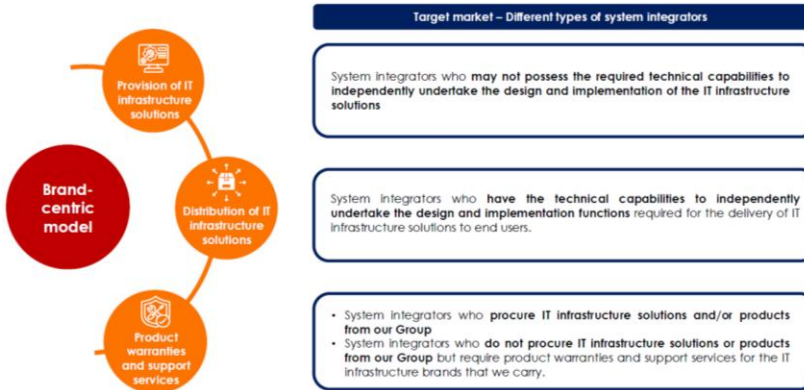 Target market – Different types of system integrators
Provision of IT
infrastructure
solutions
System integrators who may not possess the required technical capabilities to
independently undertake the design and implementation of the IT infrastructure
solutions
Brand-
centric
model
Distribution of IT
infrastructure
solutions
System integrators who have the technical capabilities to independently
undertake the design and implementation functions required for the delivery of IT
infrastructure solutions to end users.
Product
warranties
and support
services
• System integrators who procure IT infrastructure solutions and/or products
from our Group
• System integrators who do not procure IT infrastructure solutions or products
from our Group but require product warranties and support services for the IT
infrastructure brands that we carry.